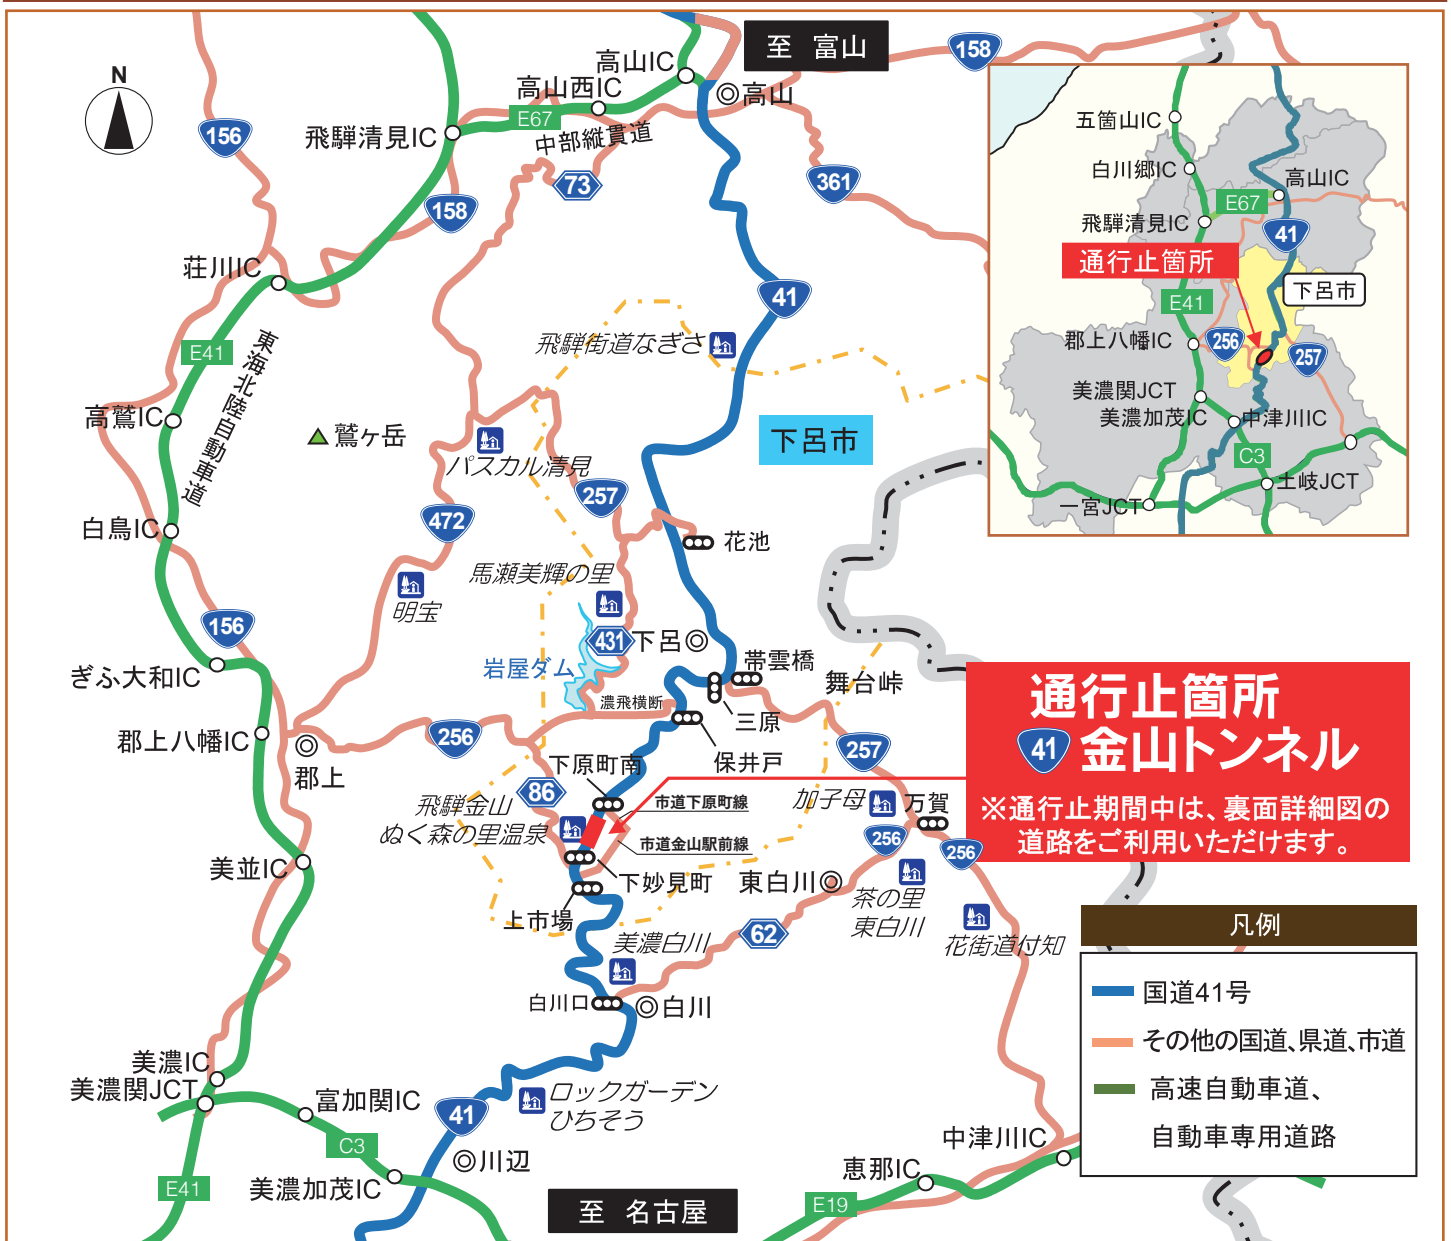 至 富山
158
N
高山IC
高山西IC
高山
E67
156
飛騨清見IC
中部縦貫道
73
361
158
荘川IC
41
E41
東海北陸自動車道
飛騨街道なぎさ
高鷲IC
鷲ヶ岳
下呂市
パスカル清見
257
472
白鳥IC
花池
馬瀬美輝の里
明宝
156
431
下呂
岩屋ダム
帯雲橋
ぎふ大和IC
舞台峠
濃飛横断
三原
郡上八幡IC
256
保井戸
257
郡上
下原町南
86
飛騨金山
ぬく森の里温泉
市道下原町線
加子母
万賀
256
256
市道金山駅前線
美並IC
下妙見町
東白川
茶の里
東白川
上市場
62
美濃白川
花街道付知
白川口
白川
美濃IC
美濃関JCT
富加関IC
ロックガーデン
ひちそう
41
C3
川辺
中津川IC
恵那IC
E41
美濃加茂IC
E19
至 名古屋
五箇山IC
白川郷IC
高山IC
E67
飛騨清見IC
41
通行止箇所
下呂市
E41
郡上八幡IC
256
257
美濃関JCT
美濃加茂IC
中津川IC
C3
土岐JCT
一宮JCT
通行止箇所
41 金山トンネル
※通行止期間中は、裏面詳細図の
道路をご利用いただけます。
凡例
国道41号
その他の国道、県道、市道
高速自動車道、
自動車専用道路